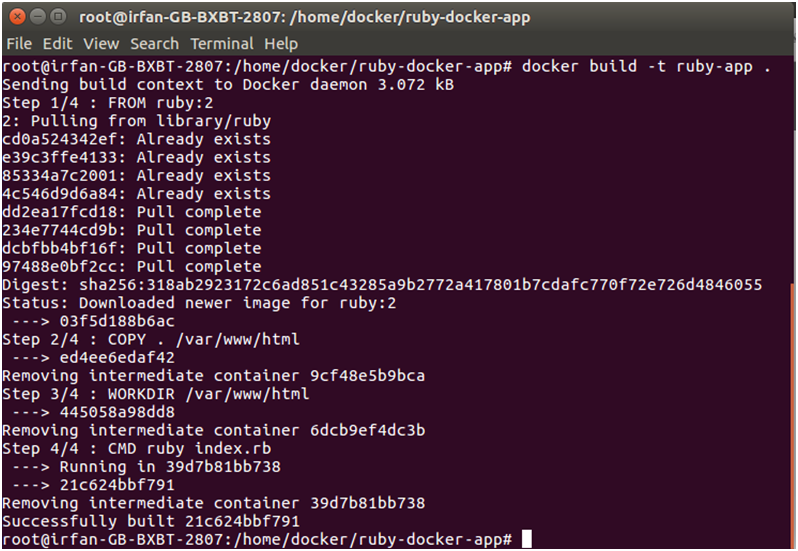 root@irfan-GB-BXBT-2807: /home/docker/ruby-docker-app
File Edit View Search Terminal Help
root@irfan-GB-BXBT-2807:/home/docker/ruby-docker-app# docker build -t ruby-app .
Sending build context to Docker daemon 3.072 kB
Step 1/4 : FROM ruby:2
2: Pulling from library/ruby
cd0a524342ef: Already exists
e39c3ffe4133: Already exists
85334a7c2001: Already exists
4c546d9d6a84: Already exists
dd2ea17fcd18: Pull complete
234e7744cd9b: Pull complete
dcbfbb4bf16f: Pull complete
97488e0bf2cc: Pull complete
Digest: sha256:318ab2923172c6ad851c43285a9b2772a417801b7cdafc770f72e726d4846055
Status: Downloaded newer image for ruby:2
 ---> 03f5d188b6ac
Step 2/4 : COPY . /var/www/html
 ---> ed4ee6edaf42
Removing intermediate container 9cf48e5b9bca
Step 3/4 : WORKDIR /var/www/html
 ---> 445058a98dd8
Removing intermediate container 6dcb9ef4dc3b
Step 4/4 : CMD ruby index.rb
 ---> Running in 39d7b81bb738
 ---> 21c624bbf791
Removing intermediate container 39d7b81bb738
Successfully built 21c624bbf791
root@irfan-GB-BXBT-2807:/home/docker/ruby-docker-app#